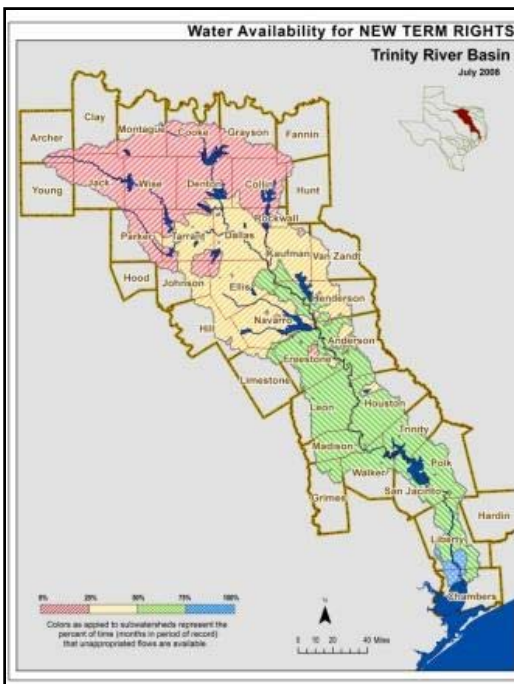 Water Availability for NEW TERM RIGHTS
Trinity River Basin
July 2008
Clay
Archer
Montague
Cooke
Grayson
Fannin
Young
Jack
Wise
Denton
Collin
Hunt
Rockwall
Parker
Tarrant
Dallas
Kaufman
Van Zandt
Hood
Johnson
Ellis
Henderson
Hill
Navarro
Anderson
Freestone
Limestone
Leon
Houston
Trinity
Madison
Polk
Walker
Grimes
San Jacinto
Hardin
Liberty
Chambers
0% 25% 50% 75% 100%
Colors as applied to subwatersheds represent the
percent of time (months in period of record)
that unappropriated flows are available.
N
0 10 20 40 Miles